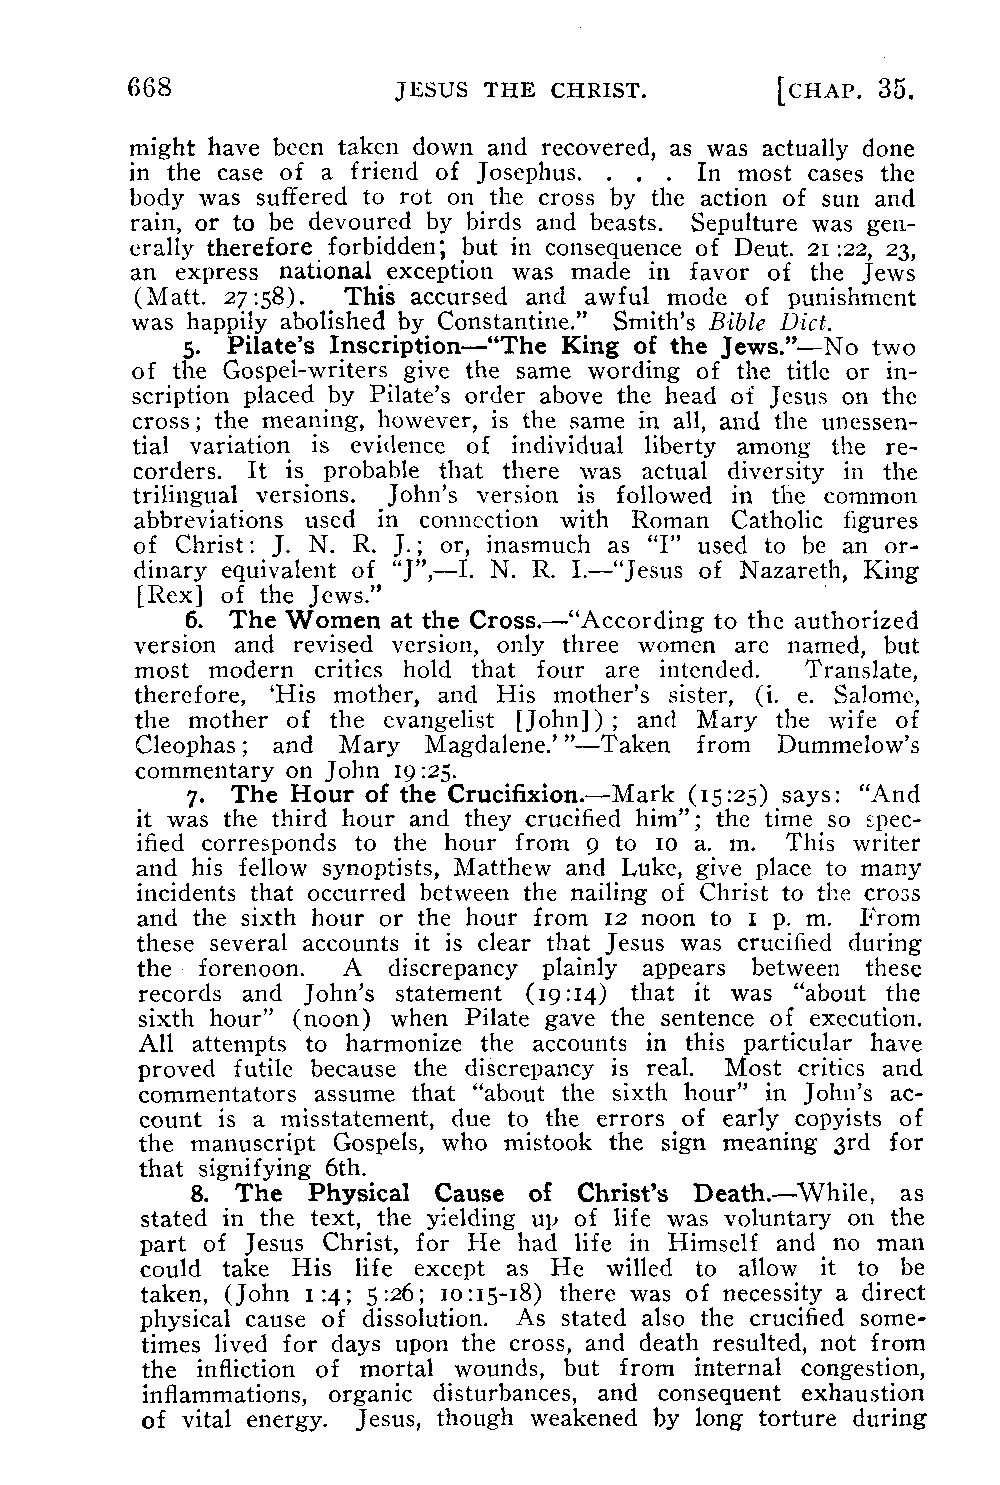 668 JESUS THE CHRIST. [CHAP. 35.
might have been taken down and recovered, as was actually done
in the case of a friend of Josephus. . . . In most cases the
body was suffered to rot on the cross by the action of sun and
rain, or to be devoured by birds and beasts. Sepulture was gen-
erally therefore forbidden; but in consequence of Deut. 21:22, 23,
an express national exception was made in favor of the Jews
(Matt. 27:58). This accursed and awful mode of punishment
was happily abolished by Constantine." Smith's Bible Dict.
5. Pilate's Inscription—"The King of the Jews."—No two
of the Gospel-writers give the same wording of the title or in-
scription placed by Pilate's order above the head of Jesus on the
cross; the meaning, however, is the same in all, and the unessen-
tial variation is evidence of individual liberty among the re-
corders. It is probable that there was actual diversity in the
trilingual versions. John's version is followed in the common
abbreviations used in connection with Roman Catholic figures
of Christ: J. N. R. J.; or, inasmuch as "I" used to be an or-
dinary equivalent of "J",—I. N. R. I.—"Jesus of Nazareth, King
[Rex] of the Jews."
6. The Women at the Cross.—"According to the authorized
version and revised version, only three women are named, but
most modern critics hold that four are intended. Translate,
therefore, 'His mother, and His mother's sister, (i. e. Salome,
the mother of the evangelist [John]); and Mary the wife of
Cleophas; and Mary Magdalene.'"—Taken from Dummelow's
commentary on John 19:25.
7. The Hour of the Crucifixion.—Mark (15:25) says: "And
it was the third hour and they crucified him"; the time so spec-
ified corresponds to the hour from 9 to 10 a. m. This writer
and his fellow synoptists, Matthew and Luke, give place to many
incidents that occurred between the nailing of Christ to the cross
and the sixth hour or the hour from 12 noon to 1 p. m. From
these several accounts it is clear that Jesus was crucified during
the forenoon. A discrepancy plainly appears between these
records and John's statement (19:14) that it was "about the
sixth hour" (noon) when Pilate gave the sentence of execution.
All attempts to harmonize the accounts in this particular have
proved futile because the discrepancy is real. Most critics and
commentators assume that "about the sixth hour" in John's ac-
count is a misstatement, due to the errors of early copyists of
the manuscript Gospels, who mistook the sign meaning 3rd for
that signifying 6th.
8. The Physical Cause of Christ's Death.—While, as
stated in the text, the yielding up of life was voluntary on the
part of Jesus Christ, for He had life in Himself and no man
could take His life except as He willed to allow it to be
taken, (John 1:4; 5:26; 10:15-18) there was of necessity a direct
physical cause of dissolution. As stated also the crucified some-
times lived for days upon the cross, and death resulted, not from
the infliction of mortal wounds, but from internal congestion,
inflammations, organic disturbances, and consequent exhaustion
of vital energy. Jesus, though weakened by long torture during